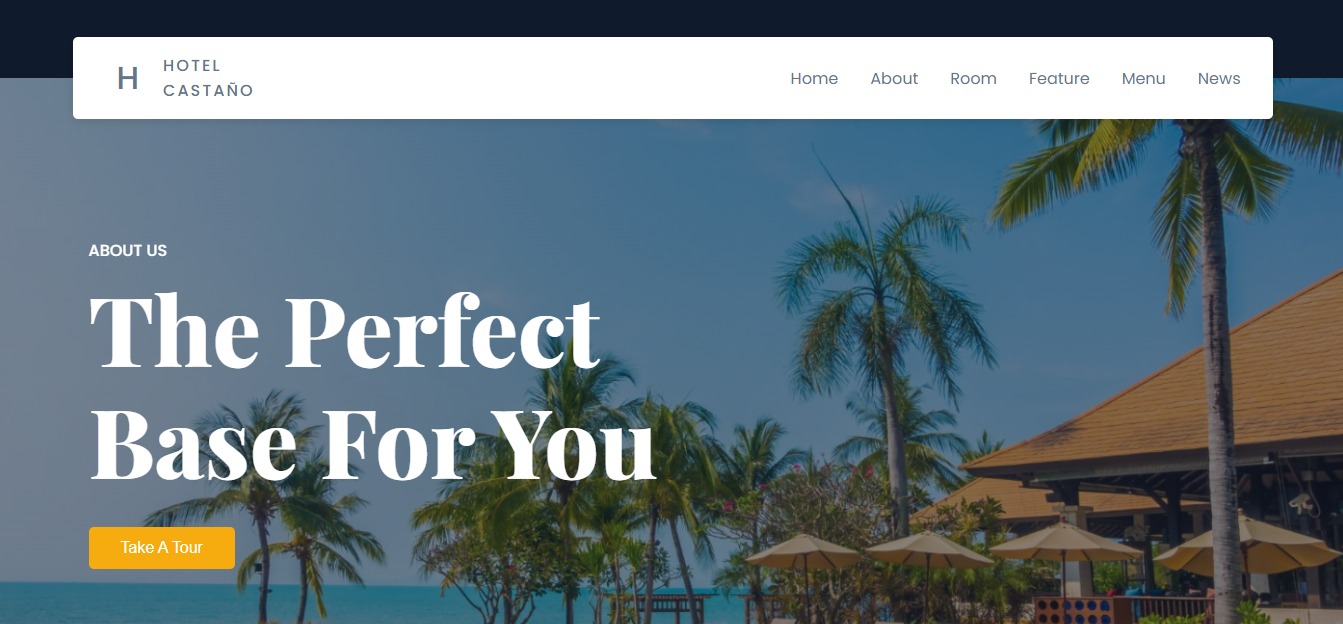 H
HOTEL
CASTAÑO
Home About Room Feature Menu News
ABOUT US
The Perfect
Base For You
Take A Tour